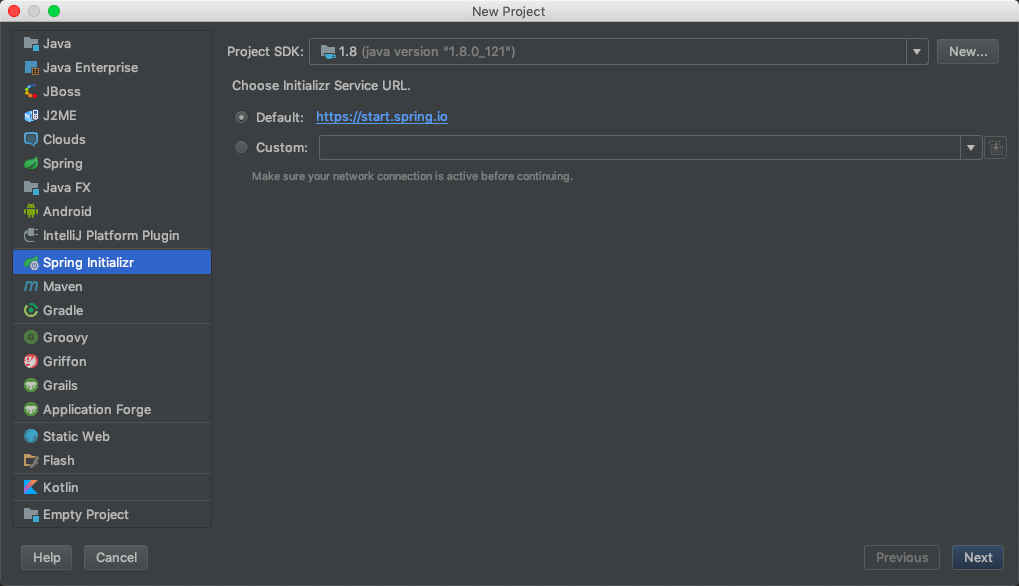 New Project
Java
Java Enterprise
JBoss
J2ME
Clouds
Spring
Java FX
Android
IntelliJ Platform Plugin
Spring Initializr
Maven
Gradle
Groovy
Griffon
Grails
Application Forge
Static Web
Flash
Kotlin
Empty Project
Project SDK: 1.8 (java version "1.8.0_121") New...
Choose Initializr Service URL.
Default: https://start.spring.io
Custom:
Make sure your network connection is active before continuing.
Help Cancel Previous Next